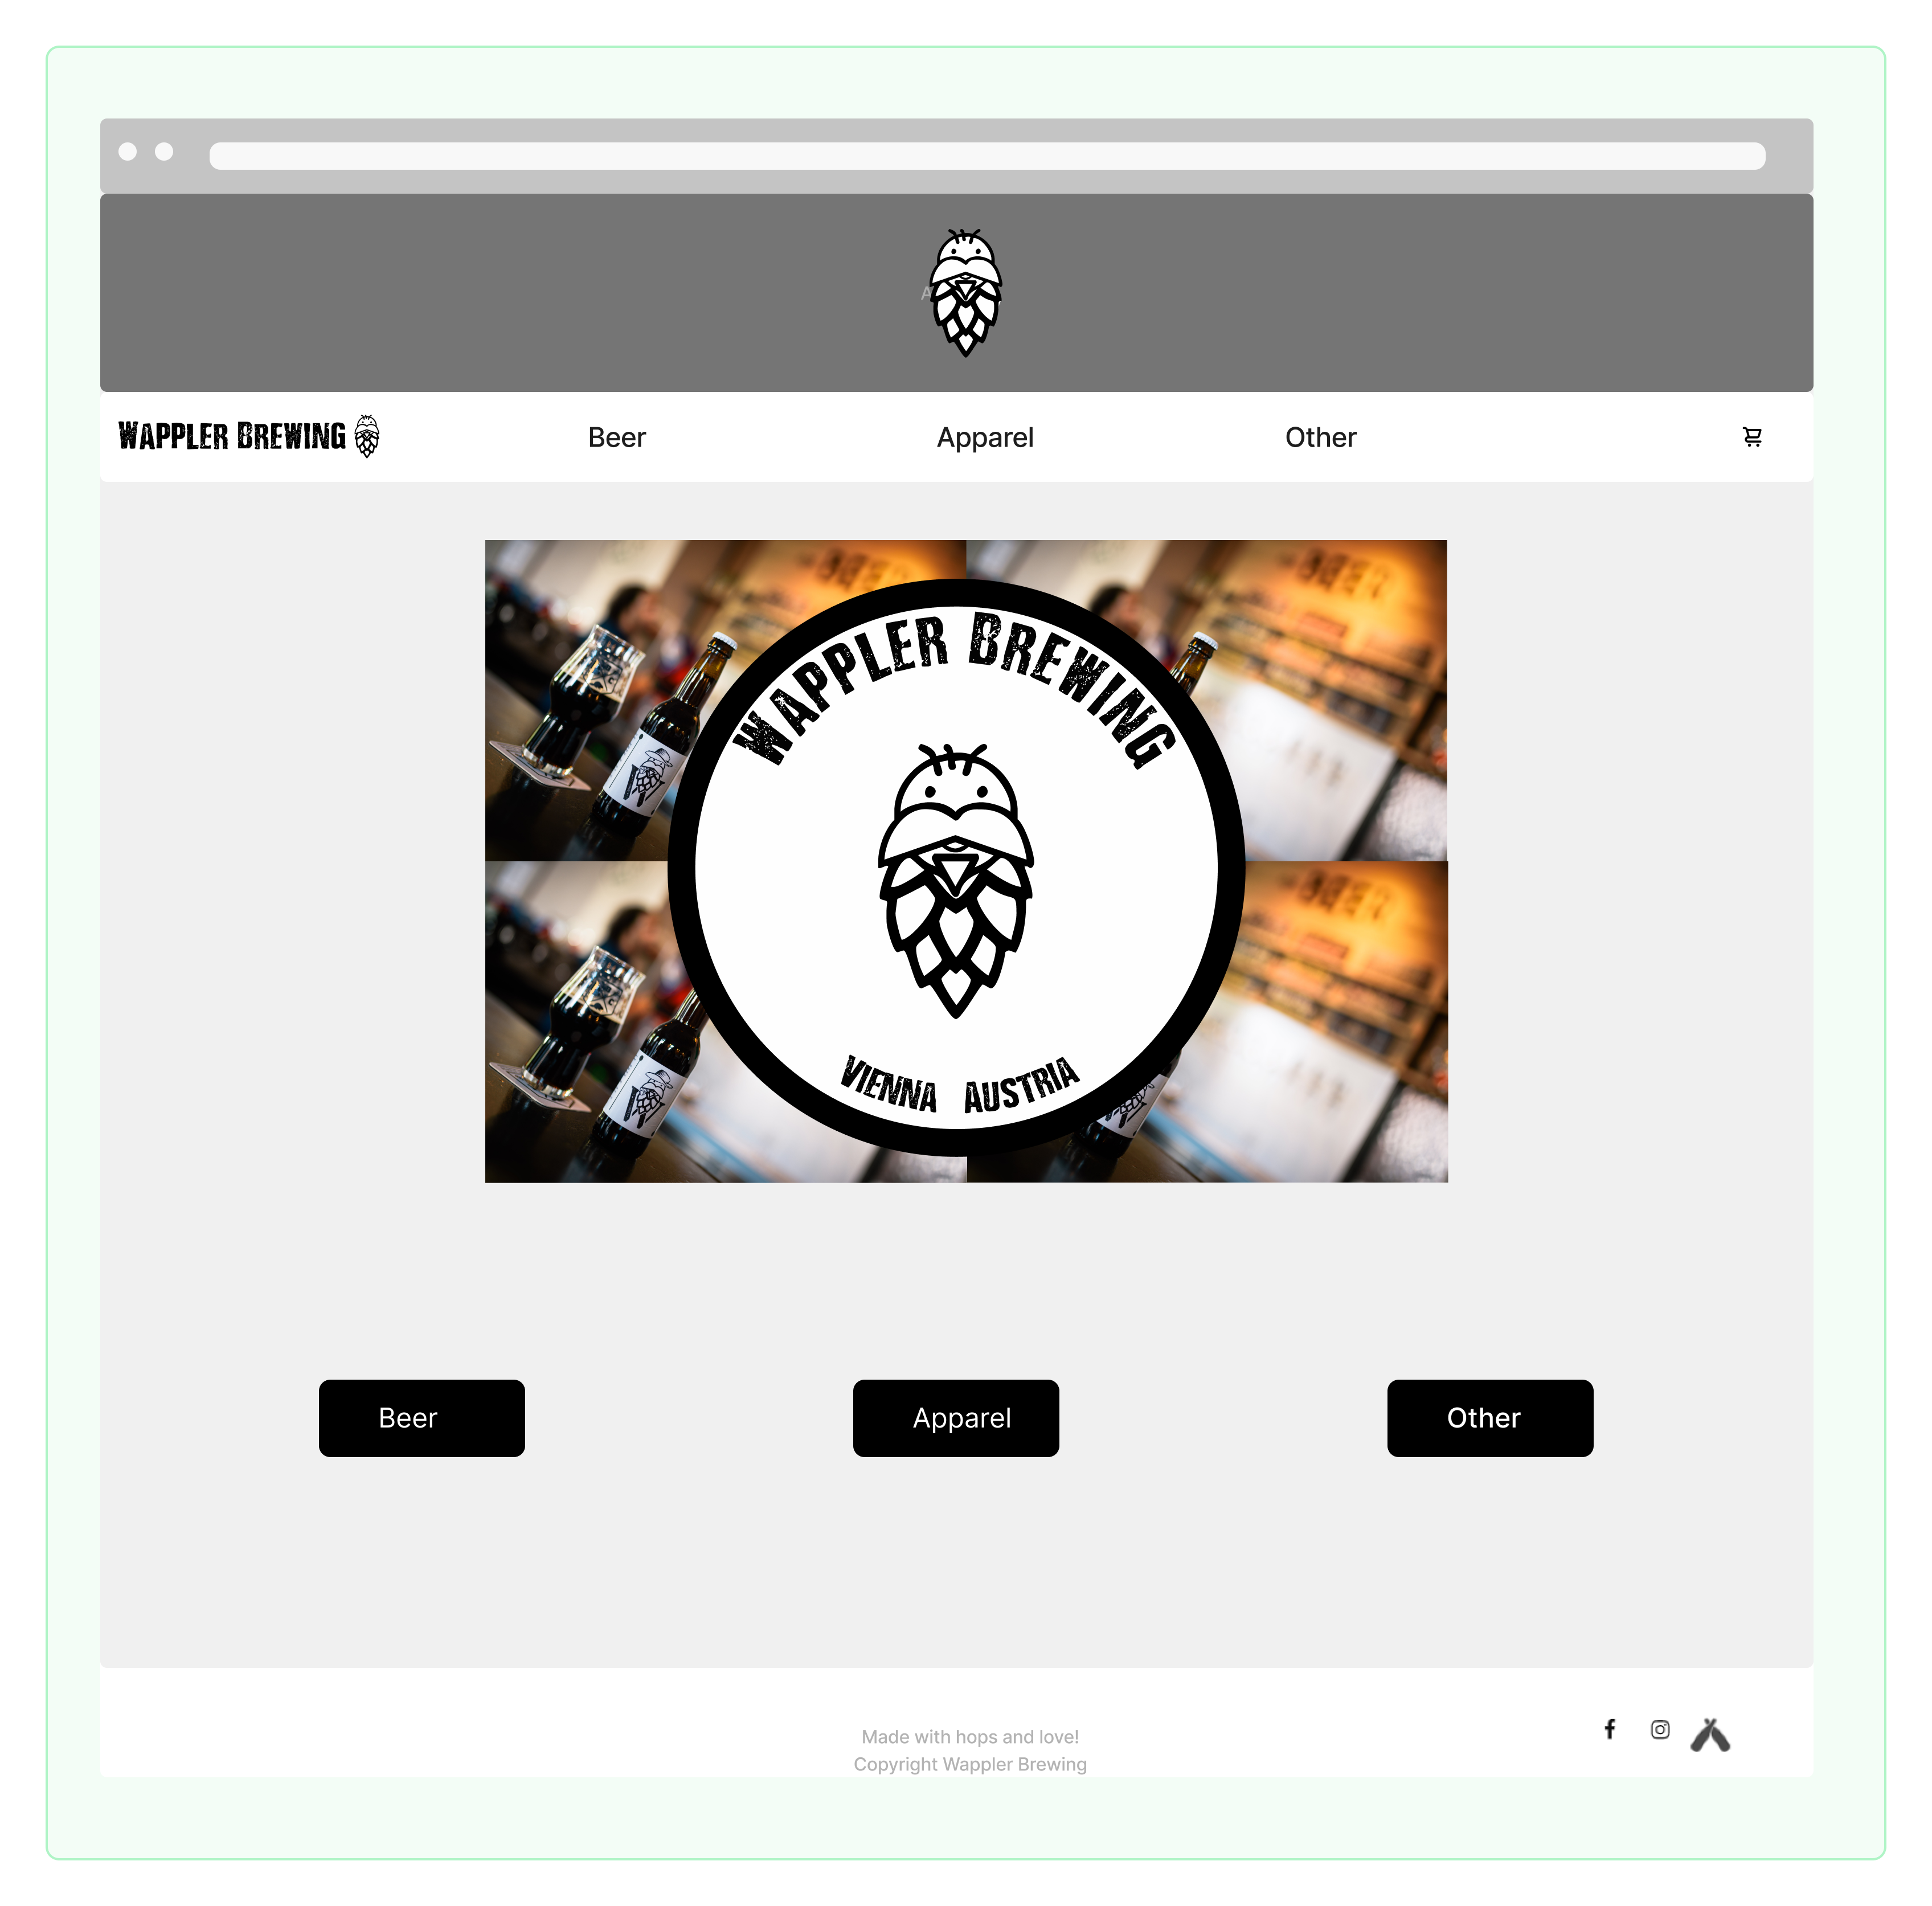 WAPPLER BREWING
Beer
Apparel
Other
WAPPLER BREWING
VIENNA AUSTRIA
Beer
Apparel
Other
Made with hops and love!
Copyright Wappler Brewing